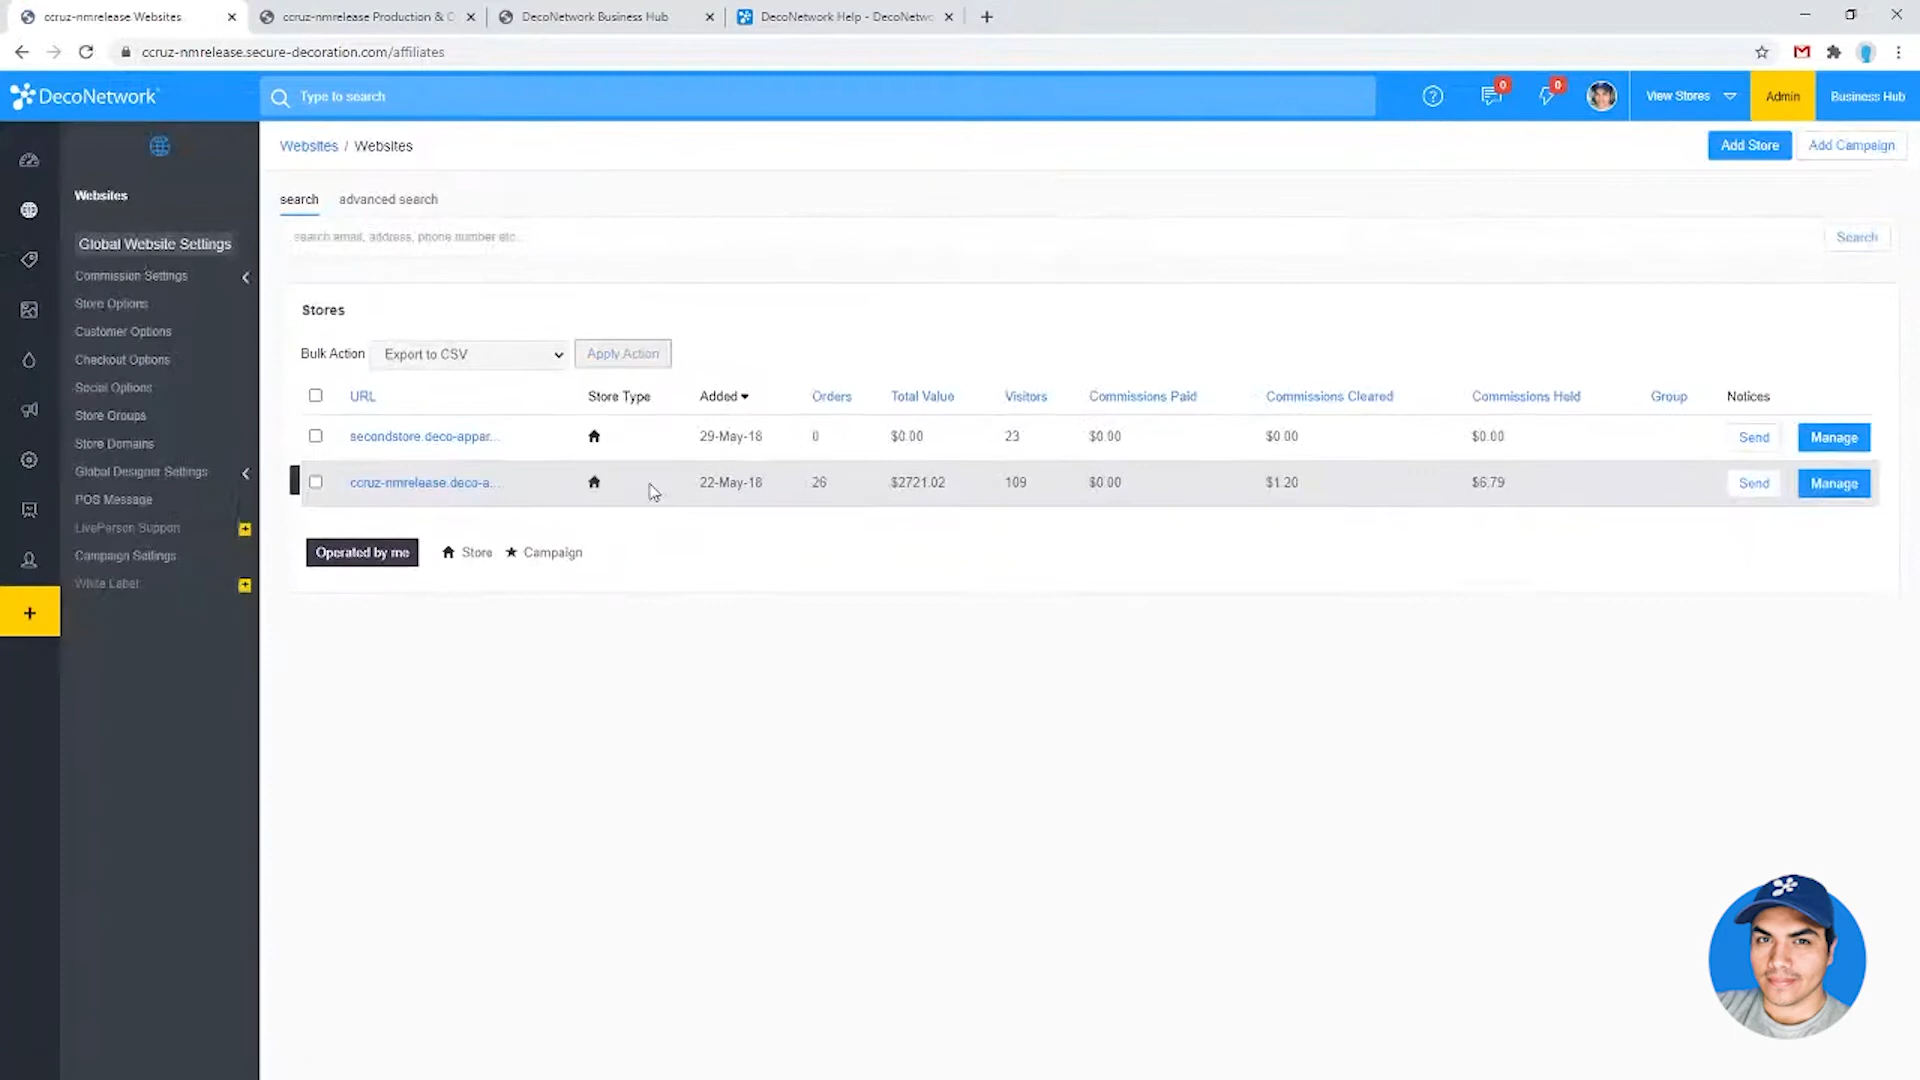 ccruz-nmrelease Websites
ccruz-nmrelease Production & C
DecoNetwork Business Hub
DecoNetwork Help - DecoNetwo
ccruz-nmrelease.secure-decoration.com/affiliates
DecoNetwork
Type to search
0
0
View Stores
Admin
Business Hub
Websites / Websites
Add Store
Add Campaign
Websites
Global Website Settings
Commission Settings
Store Options
Customer Options
Checkout Options
Social Options
Store Groups
Store Domains
Global Designer Settings
POS Message
LivePerson Support
Campaign Settings
White Label
search advanced search
search email, address, phone number etc...
Search
Stores
Bulk Action Export to CSV Apply Action
URL Store Type Added Orders Total Value Visitors Commissions Paid Commissions Cleared Commissions Held Group Notices
secondstore.deco-appar... 29-May-18 0 $0.00 23 $0.00 $0.00 $0.00 Send Manage
ccruz-nmrelease.deco-a... 22-May-18 26 $2721.02 109 $0.00 $1.20 $6.79 Send Manage
Operated by me Store Campaign